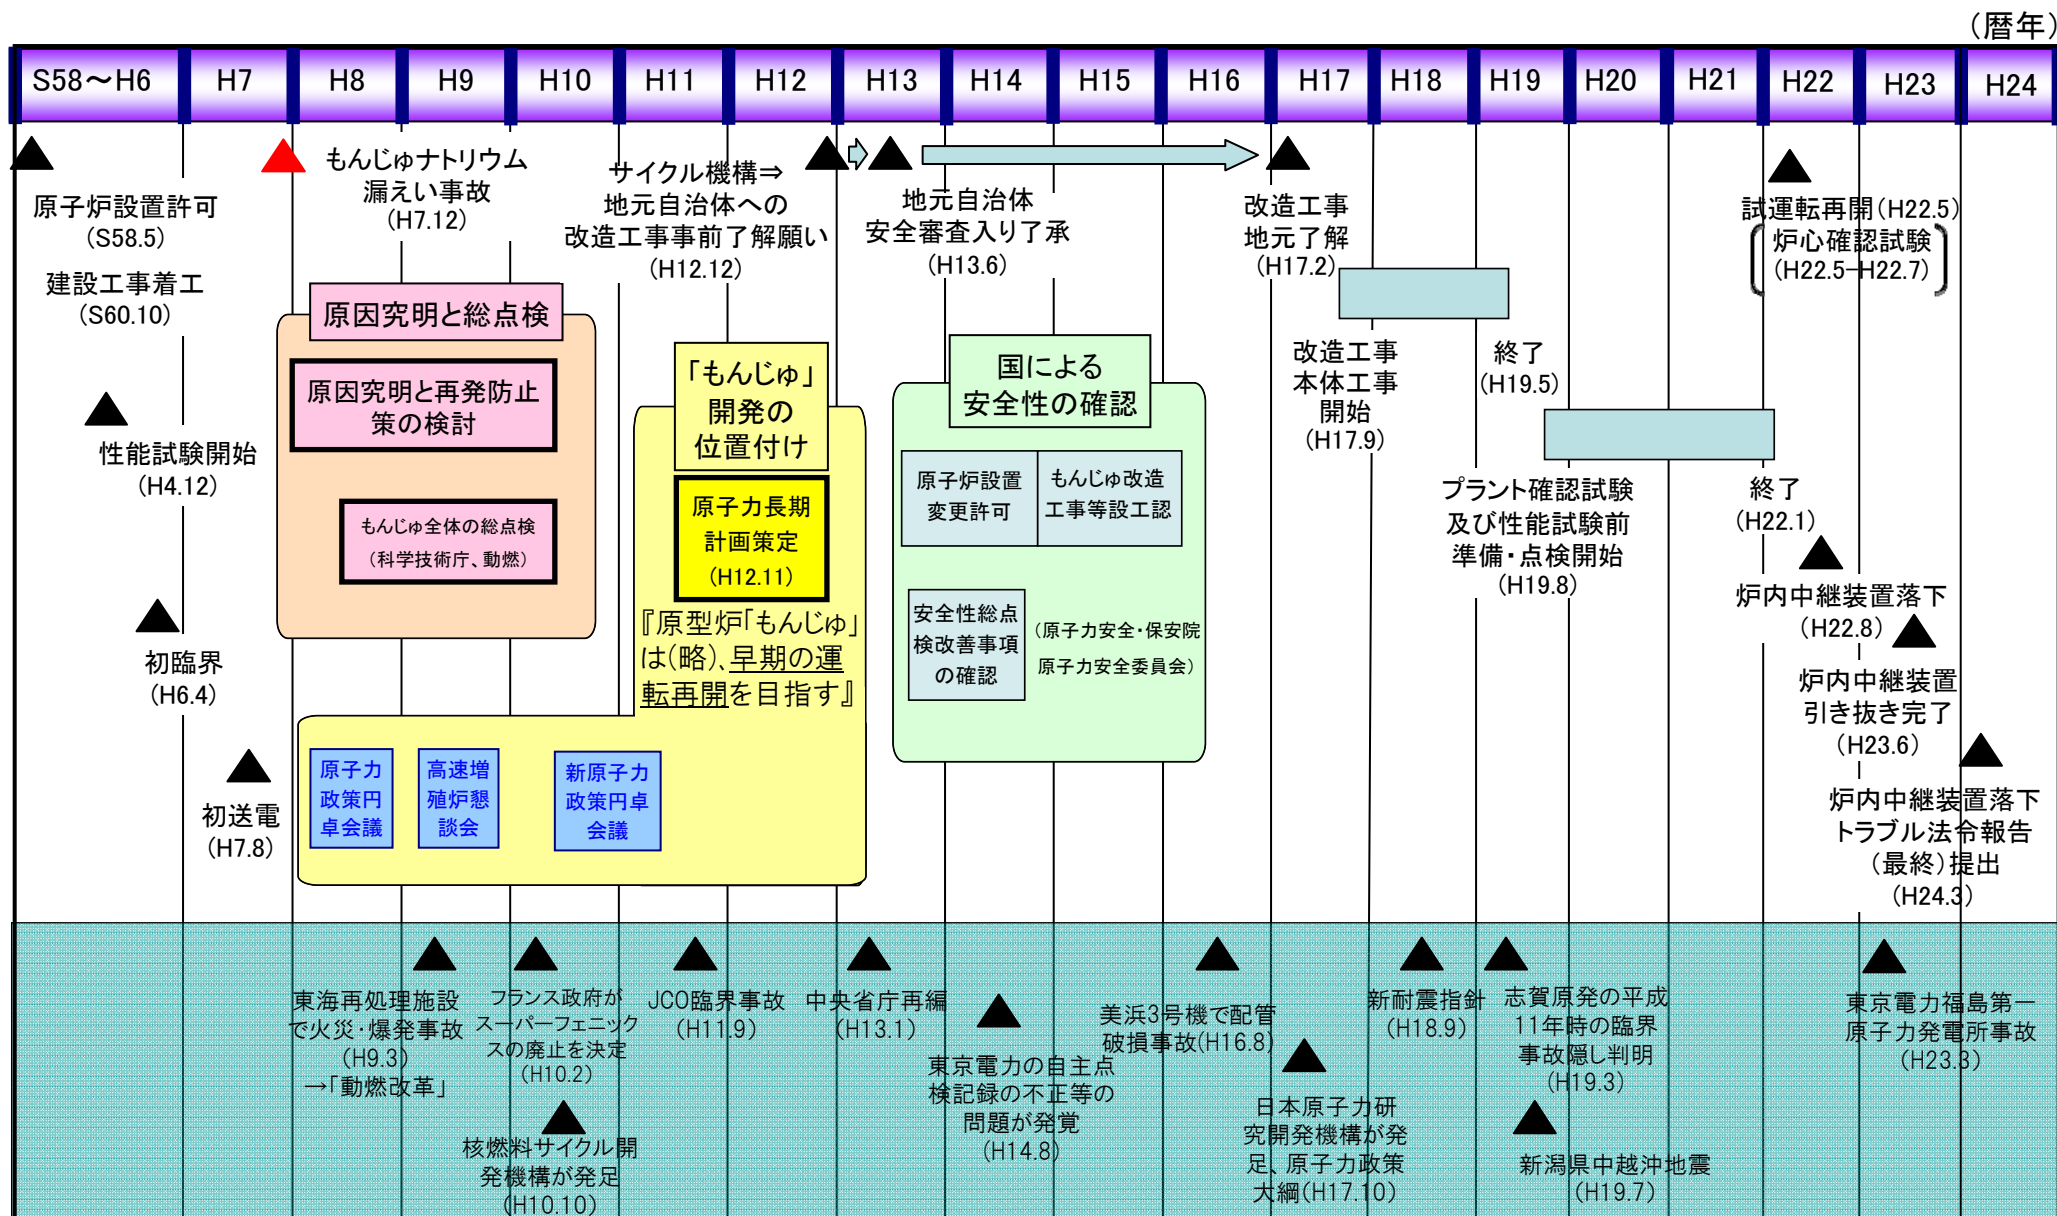 （暦年）
S58～H6
H7
H8
H9
H10
H11
H12
H13
H14
H15
H16
H17
H18
H19
H20
H21
H22
H23
H24
原子炉設置許可
(S58.5)
建設工事着工
(S60.10)
性能試験開始
(H4.12)
初臨界
(H6.4)
初送電
(H7.8)
もんじゅナトリウム
漏えい事故
(H7.12)
サイクル機構⇒
地元自治体への
改造工事事前了解願い
(H12.12)
地元自治体
安全審査入り了承
(H13.6)
改造工事
地元了解
(H17.2)
試運転再開(H22.5)
炉心確認試験
(H22.5-H22.7)
原因究明と総点検
原因究明と再発防止
策の検討
もんじゅ全体の総点検
(科学技術庁、動燃)
「もんじゅ」
開発の
位置付け
原子力長期
計画策定
(H12.11)
『原型炉「もんじゅ」
は(略)、早期の運
転再開を目指す』
原子力
政策円
卓会議
高速増
殖炉懇
談会
新原子力
政策円卓
会議
国による
安全性の確認
原子炉設置
変更許可
もんじゅ改造
工事等設工認
安全性総点
検改善事項
の確認
(原子力安全・保安院
原子力安全委員会)
改造工事
本体工事
開始
(H17.9)
終了
(H19.5)
プラント確認試験
及び性能試験前
準備・点検開始
(H19.8)
終了
(H22.1)
炉内中継装置落下
(H22.8)
炉内中継装置
引き抜き完了
(H23.6)
炉内中継装置落下
トラブル法令報告
(最終)提出
(H24.3)
東海再処理施設
で火災・爆発事故
(H9.3)
→「動燃改革」
フランス政府が
スーパーフェニック
スの廃止を決定
(H10.2)
核燃料サイクル開
発機構が発足
(H10.10)
JCO臨界事故
(H11.9)
中央省庁再編
(H13.1)
東京電力の自主点
検記録の不正等の
問題が発覚
(H14.8)
美浜3号機で配管
破損事故(H16.8)
日本原子力研
究開発機構が発
足、原子力政策
大綱(H17.10)
新耐震指針
(H18.9)
志賀原発の平成
11年時の臨界
事故隠し判明
(H19.3)
新潟県中越沖地震
(H19.7)
東京電力福島第一
原子力発電所事故
(H23.3)